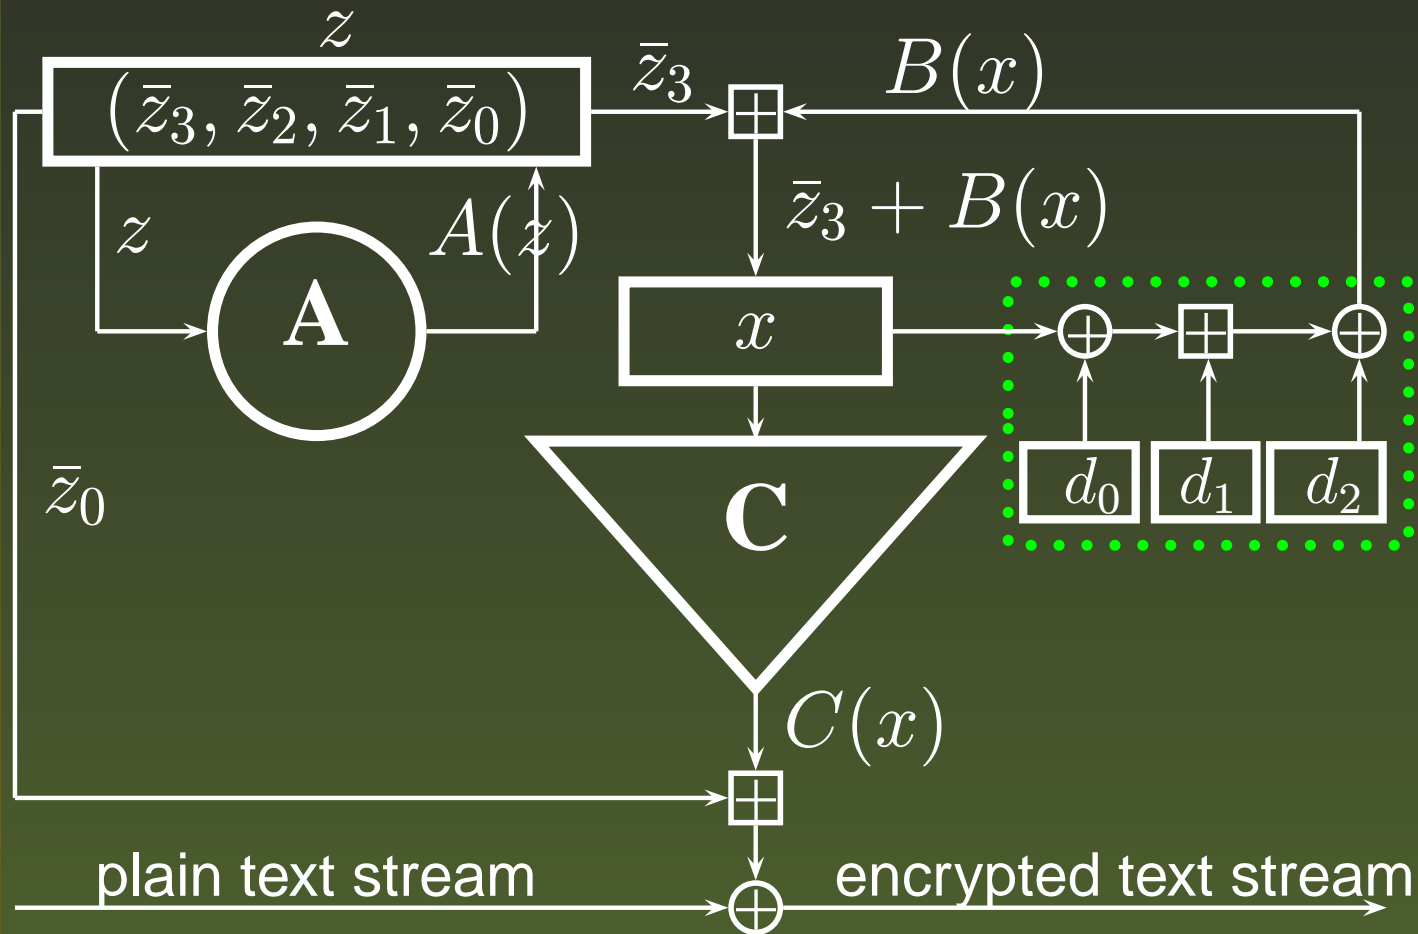 z
(z̄₃, z̄₂, z̄₁, z̄₀)
z̄₃
B(x)
z
A(z)
z̄₃ + B(x)
A
x
d₀
d₁
d₂
z̄₀
C
C(x)
plain text stream
encrypted text stream